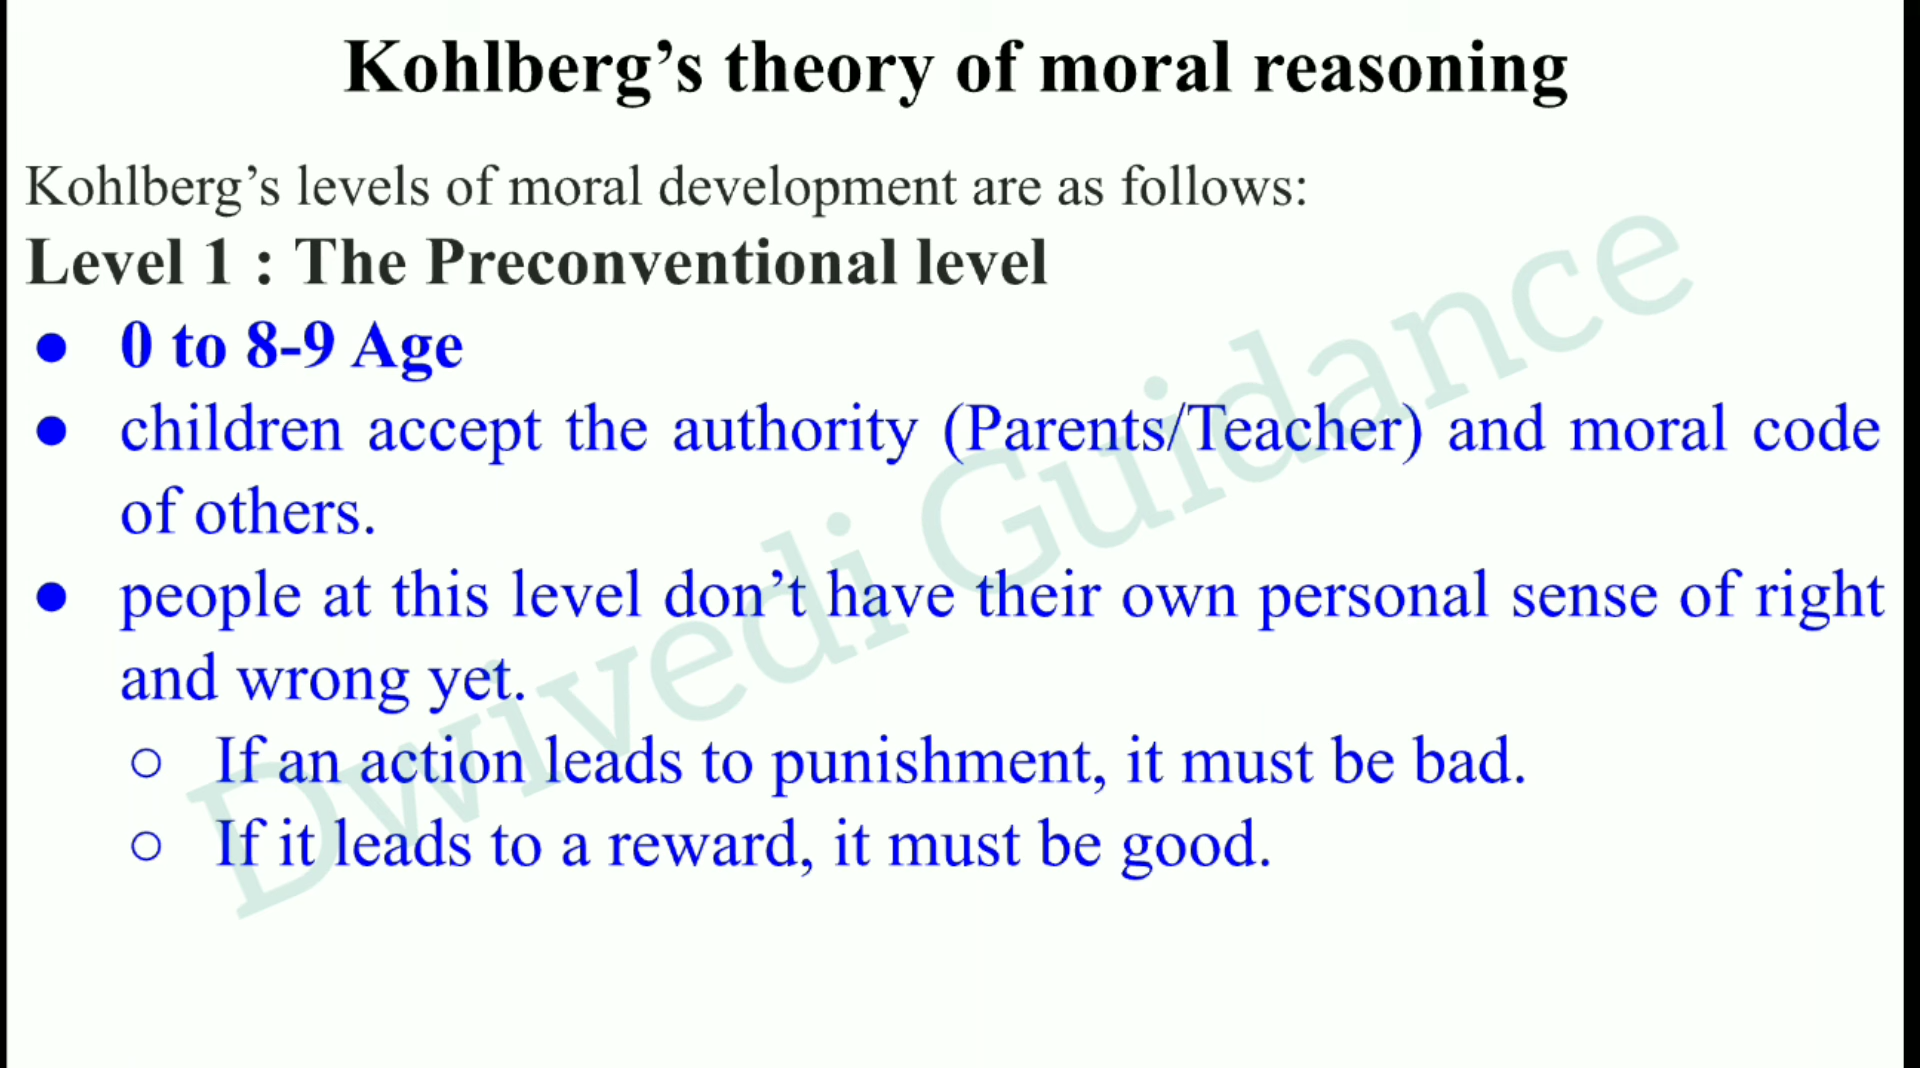 Kohlberg’s theory of moral reasoning
Kohlberg’s levels of moral development are as follows:
Level 1 : The Preconventional level
● 0 to 8-9 Age
● children accept the authority (Parents/Teacher) and moral code
of others.
● people at this level don’t have their own personal sense of right
and wrong yet.
○ If an action leads to punishment, it must be bad.
○ If it leads to a reward, it must be good.
Dwivedi Guidance